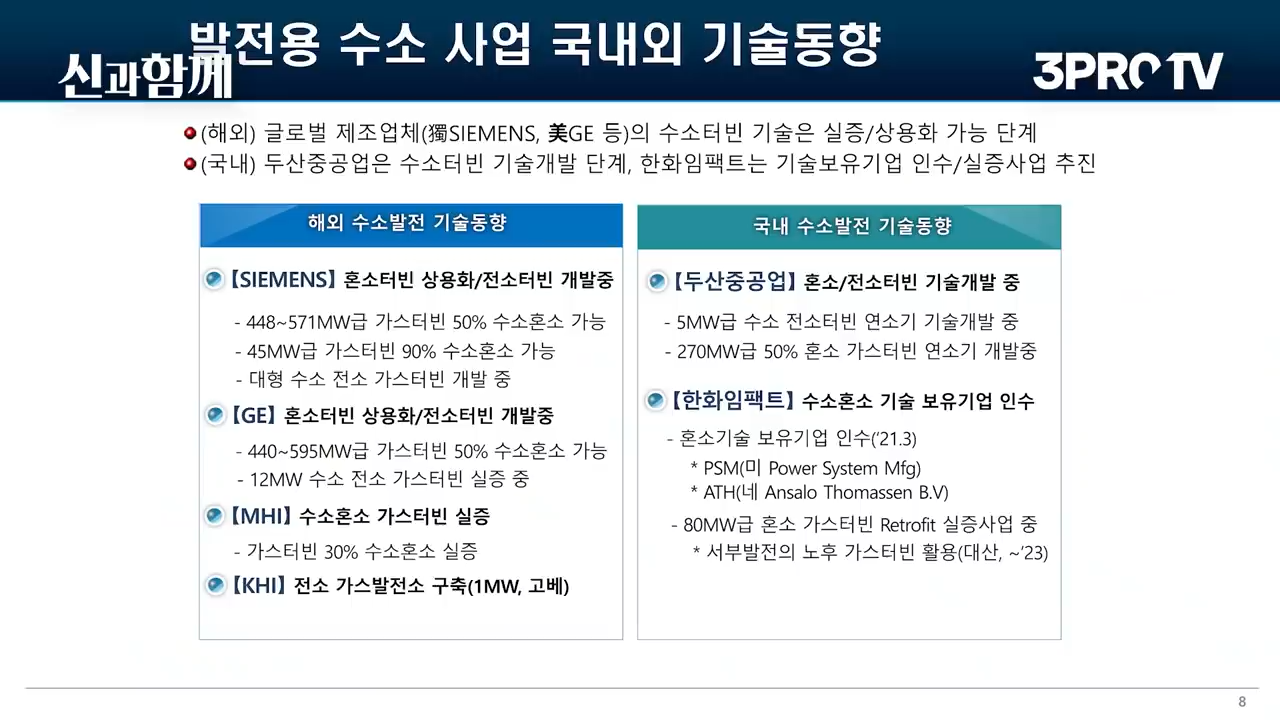 발전용 수소 사업 국내외 기술동향
신과함께
3PROTV
(해외) 글로벌 제조업체(獨SIEMENS, 美GE 등)의 수소터빈 기술은 실증/상용화 가능 단계
(국내) 두산중공업은 수소터빈 기술개발 단계, 한화임팩트는 기술보유기업 인수/실증사업 추진
해외 수소발전 기술동향
【SIEMENS】 혼소터빈 상용화/전소터빈 개발중
- 448~571MW급 가스터빈 50% 수소혼소 가능
- 45MW급 가스터빈 90% 수소혼소 가능
- 대형 수소 전소 가스터빈 개발 중
【GE】 혼소터빈 상용화/전소터빈 개발중
- 440~595MW급 가스터빈 50% 수소혼소 가능
- 12MW 수소 전소 가스터빈 실증 중
【MHI】 수소혼소 가스터빈 실증
- 가스터빈 30% 수소혼소 실증
【KHI】 전소 가스발전소 구축(1MW, 고베)
국내 수소발전 기술동향
【두산중공업】 혼소/전소터빈 기술개발 중
- 5MW급 수소 전소터빈 연소기 기술개발 중
- 270MW급 50% 혼소 가스터빈 연소기 개발중
【한화임팩트】 수소혼소 기술 보유기업 인수
- 혼소기술 보유기업 인수('21.3)
* PSM(미 Power System Mfg)
* ATH(네 Ansalo Thomassen B.V)
- 80MW급 혼소 가스터빈 Retrofit 실증사업 중
* 서부발전의 노후 가스터빈 활용(대산, ~'23)
8